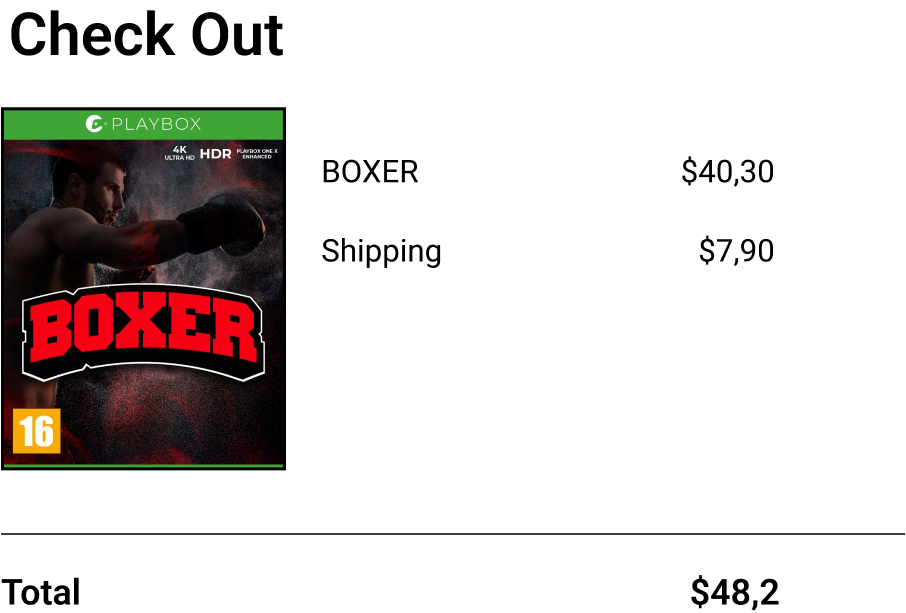 Check Out
PLAYBOX
4K
ULTRA HD
HDR
PLAYBOX ONE X
ENHANCED
BOXER
16
BOXER $40,30
Shipping $7,90
Total $48,2